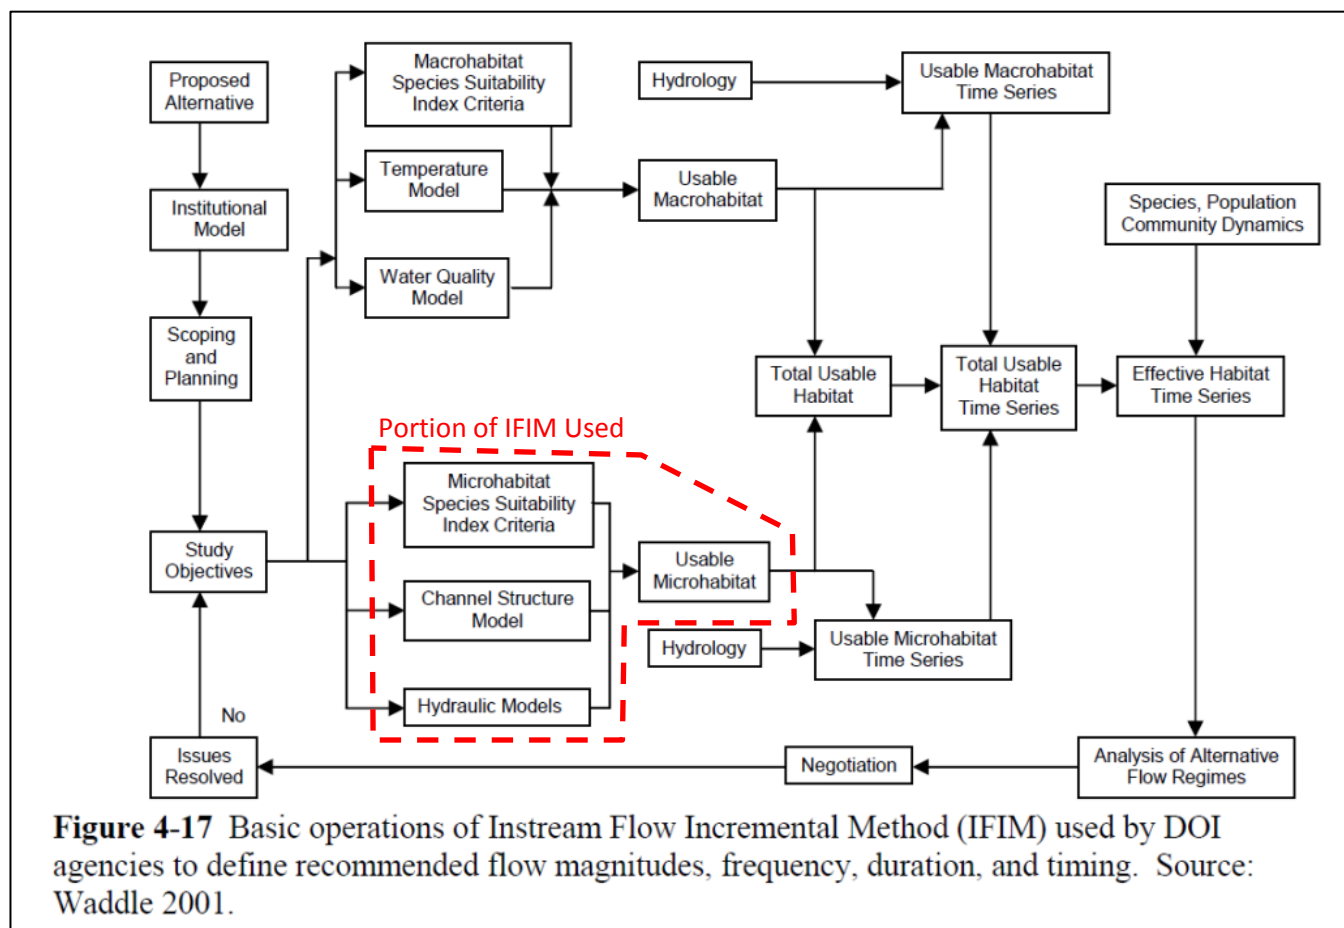 Proposed
Alternative
Institutional
Model
Scoping
and
Planning
Study
Objectives
No
Issues
Resolved
Macrohabitat
Species Suitability
Index Criteria
Temperature
Model
Water Quality
Model
Usable
Macrohabitat
Hydrology
Usable Macrohabitat
Time Series
Species, Population
Community Dynamics
Total Usable
Habitat
Total Usable
Habitat
Time Series
Effective Habitat
Time Series
Portion of IFIM Used
Microhabitat
Species Suitability
Index Criteria
Channel Structure
Model
Hydraulic Models
Usable
Microhabitat
Hydrology
Usable Microhabitat
Time Series
Negotiation
Analysis of Alternative
Flow Regimes
Figure 4-17 Basic operations of Instream Flow Incremental Method (IFIM) used by DOI
agencies to define recommended flow magnitudes, frequency, duration, and timing. Source:
Waddle 2001.